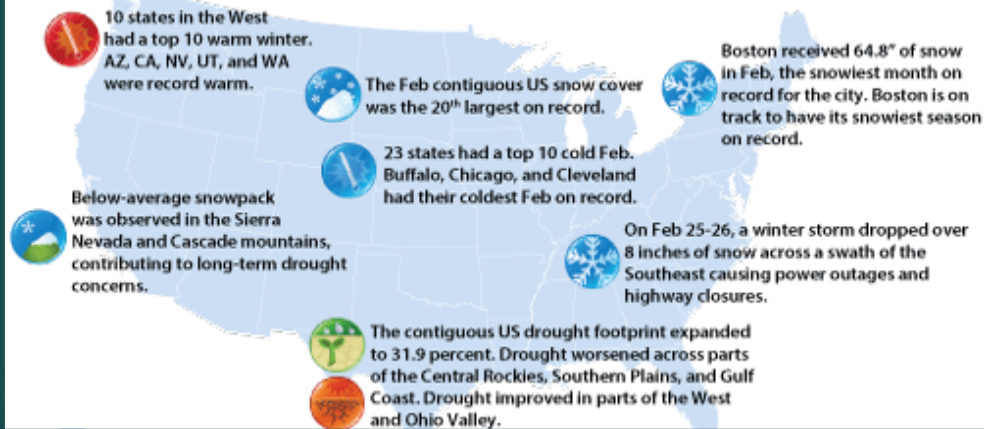 10 states in the West
had a top 10 warm winter.
AZ, CA, NV, UT, and WA
were record warm.
The Feb contiguous US snow cover
was the 20th largest on record.
Boston received 64.8” of snow
in Feb, the snowiest month on
record for the city. Boston is on
track to have its snowiest season
on record.
23 states had a top 10 cold Feb.
Buffalo, Chicago, and Cleveland
had their coldest Feb on record.
Below-average snowpack
was observed in the Sierra
Nevada and Cascade mountains,
contributing to long-term drought
concerns.
On Feb 25-26, a winter storm dropped over
8 inches of snow across a swath of the
Southeast causing power outages and
highway closures.
The contiguous US drought footprint expanded
to 31.9 percent. Drought worsened across parts
of the Central Rockies, Southern Plains, and Gulf
Coast. Drought improved in parts of the West
and Ohio Valley.